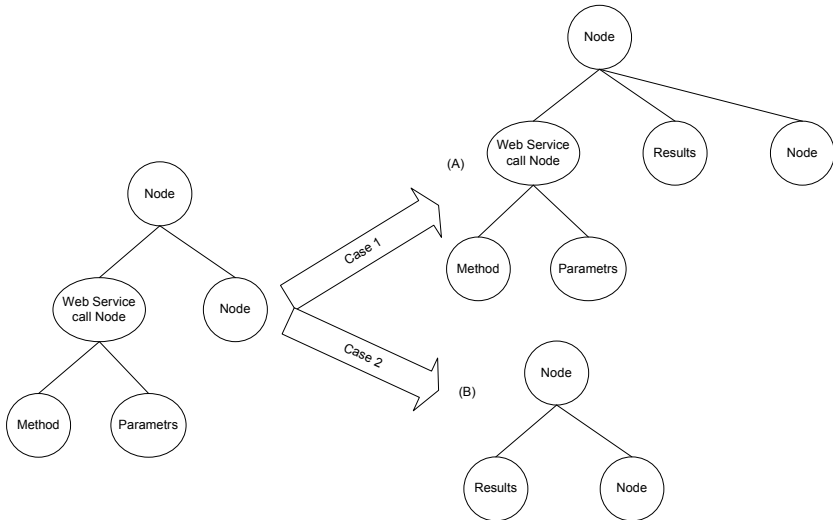 Node
Web Service
call Node
Node
Method
Parametrs
Case 1
Case 2
(A)
Node
Web Service
call Node
Results
Node
Method
Parametrs
(B)
Node
Results
Node